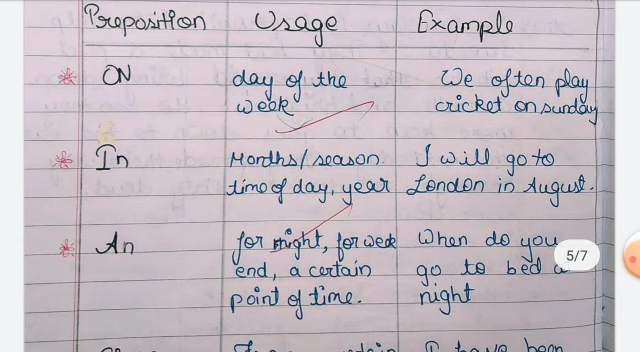 Preposition Usage Example
ON day of the We often play
week cricket on sunday
In Months/season I will go to
time of day, year London in August.
An for night, for week When do you
end, a certain go to bed
point of time. night
5/7
I have been